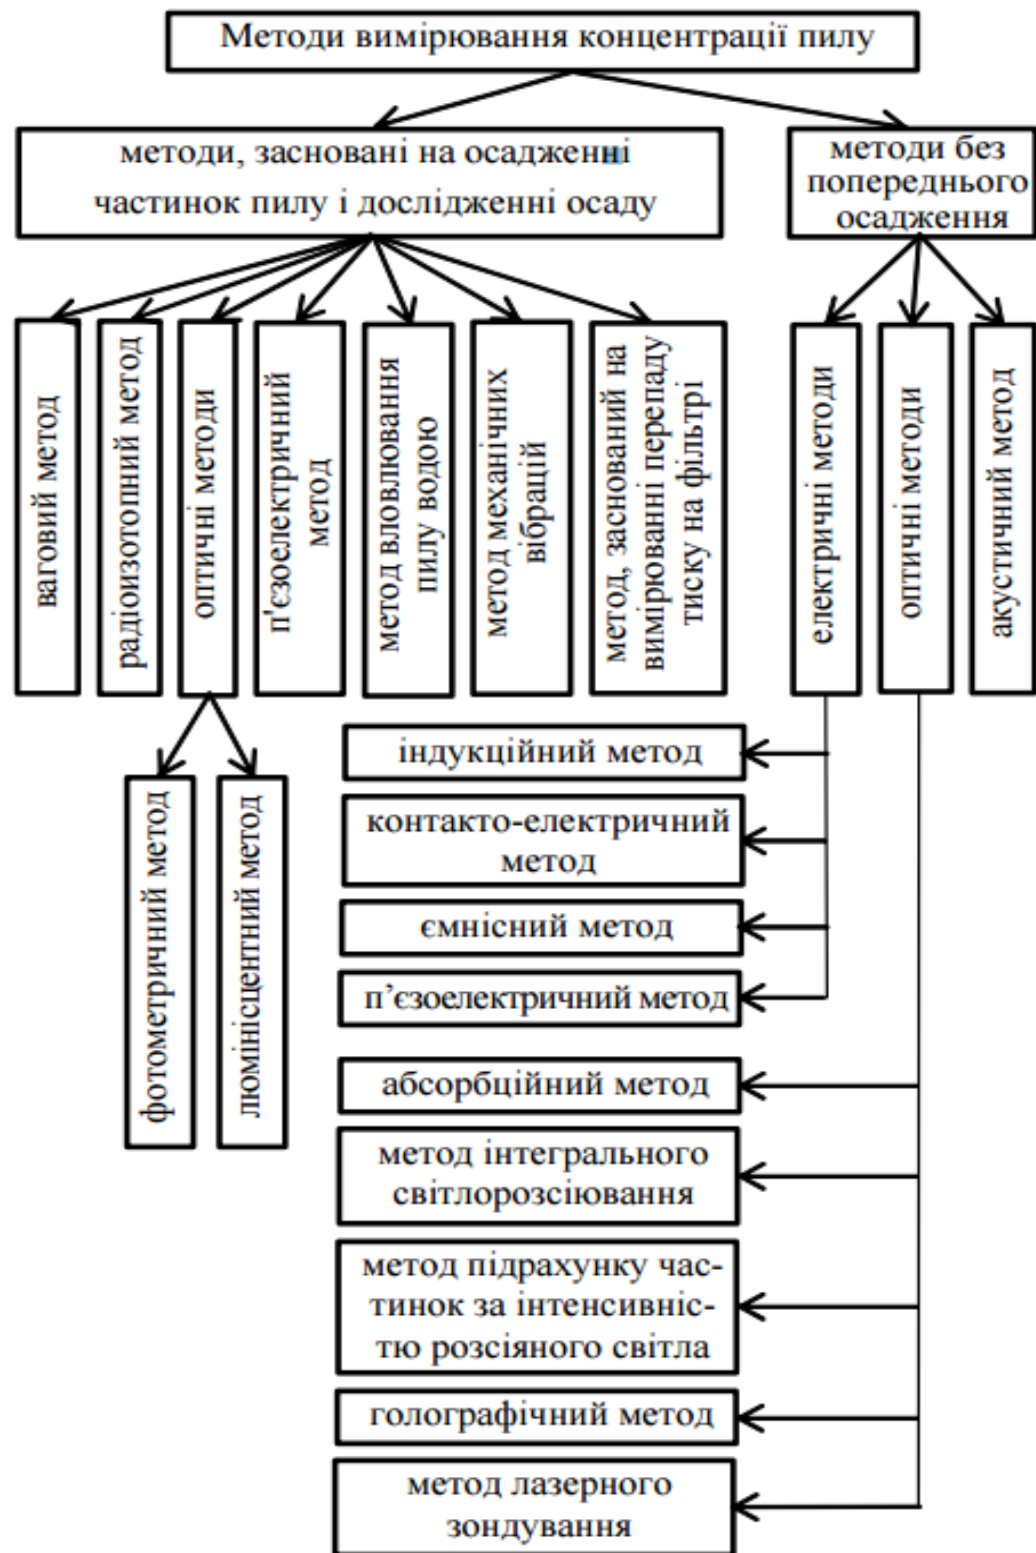 Методи вимірювання концентрації пилу
методи, засновані на осадженні
частинок пилу і дослідженні осаду
методи без
попереднього
осадження
ваговий метод
радіоизотопний метод
оптичні методи
п'єзоелектричний
метод
метод вловлювання
пилу водою
метод механічних
вібрацій
метод, заснований на
вимірюванні перепаду
тиску на фільтрі
електричні методи
оптичні методи
акустичний метод
фотометричний метод
люмінісцентний метод
індукційний метод
контакто-електричний
метод
ємнісний метод
п’єзоелектричний метод
абсорбційний метод
метод інтегрального
світлорозсіювання
метод підрахунку час-
тинок за інтенсивніс-
тю розсіяного світла
голографічний метод
метод лазерного
зондування